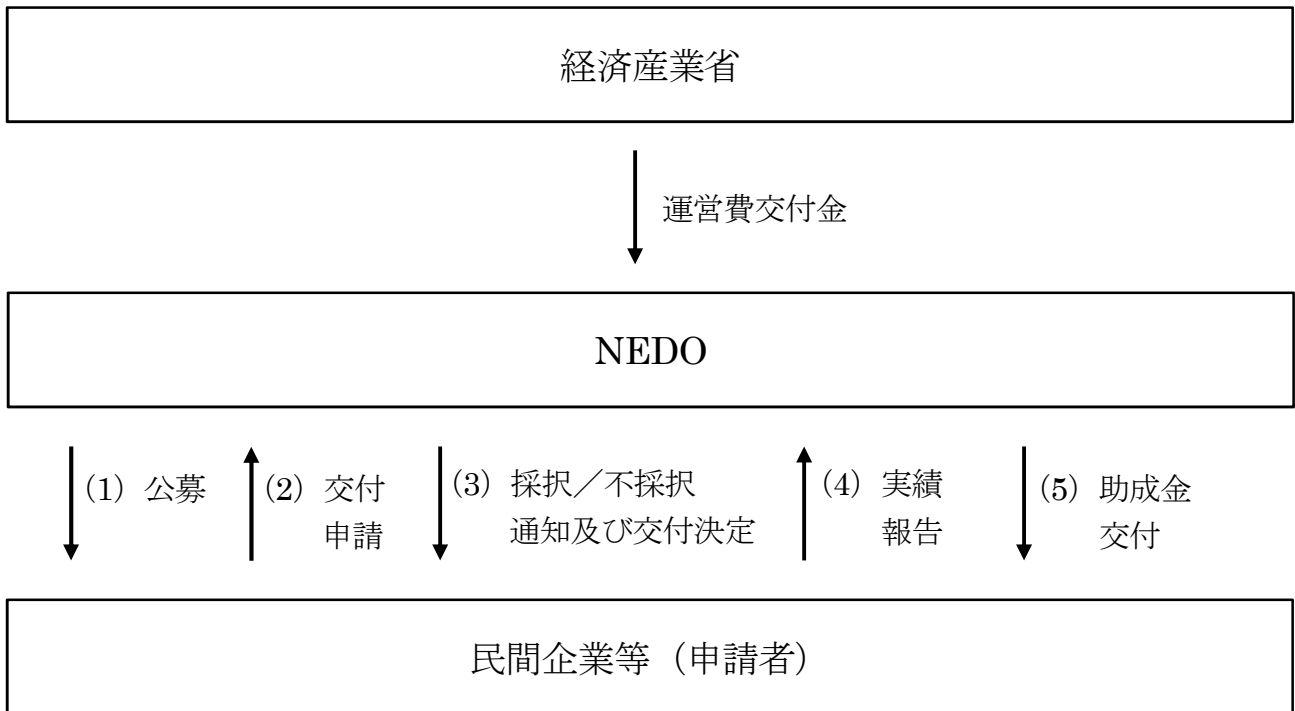 経済産業省
運営費交付金
NEDO
(1) 公募
(2) 交付
申請
(3) 採択／不採択
通知及び交付決定
(4) 実績
報告
(5) 助成金
交付
民間企業等（申請者）